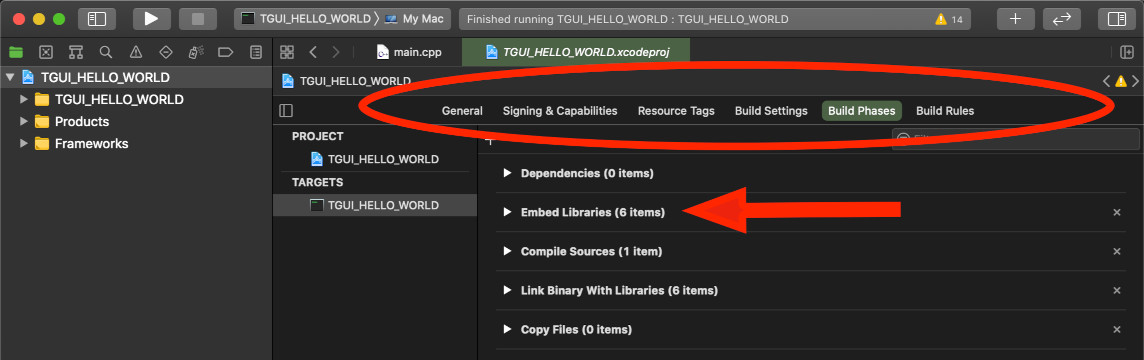 TGUI_HELLO_WORLD My Mac Finished running TGUI_HELLO_WORLD : TGUI_HELLO_WORLD 14
main.cpp TGUI_HELLO_WORLD.xcodeproj
TGUI_HELLO_WORLD
TGUI_HELLO_WORLD
Products
Frameworks
TGUI_HELLO_WORLD
General Signing & Capabilities Resource Tags Build Settings Build Phases Build Rules
PROJECT
TGUI_HELLO_WORLD
TARGETS
TGUI_HELLO_WORLD
Dependencies (0 items)
Embed Libraries (6 items)
Compile Sources (1 item)
Link Binary With Libraries (6 items)
Copy Files (0 items)